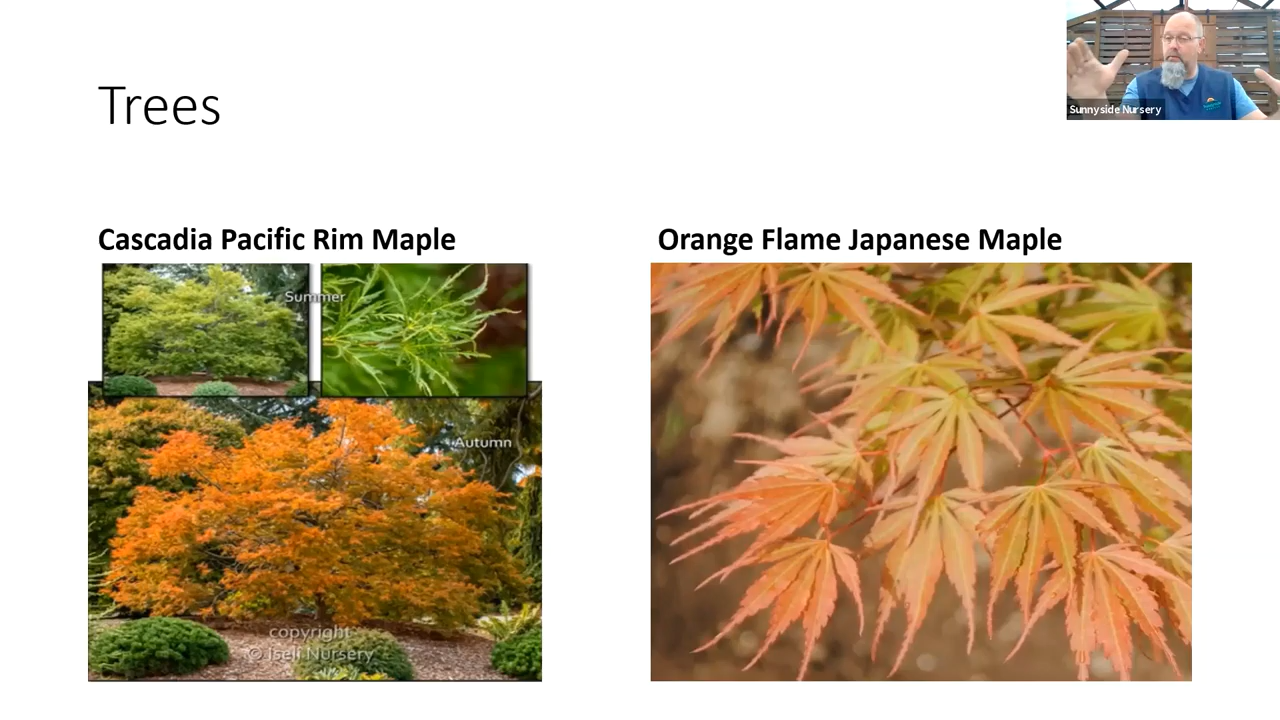 Trees
Sunnyside Nursery
Cascadia Pacific Rim Maple
Orange Flame Japanese Maple
Summer
Autumn
copyright
© Iseli Nursery